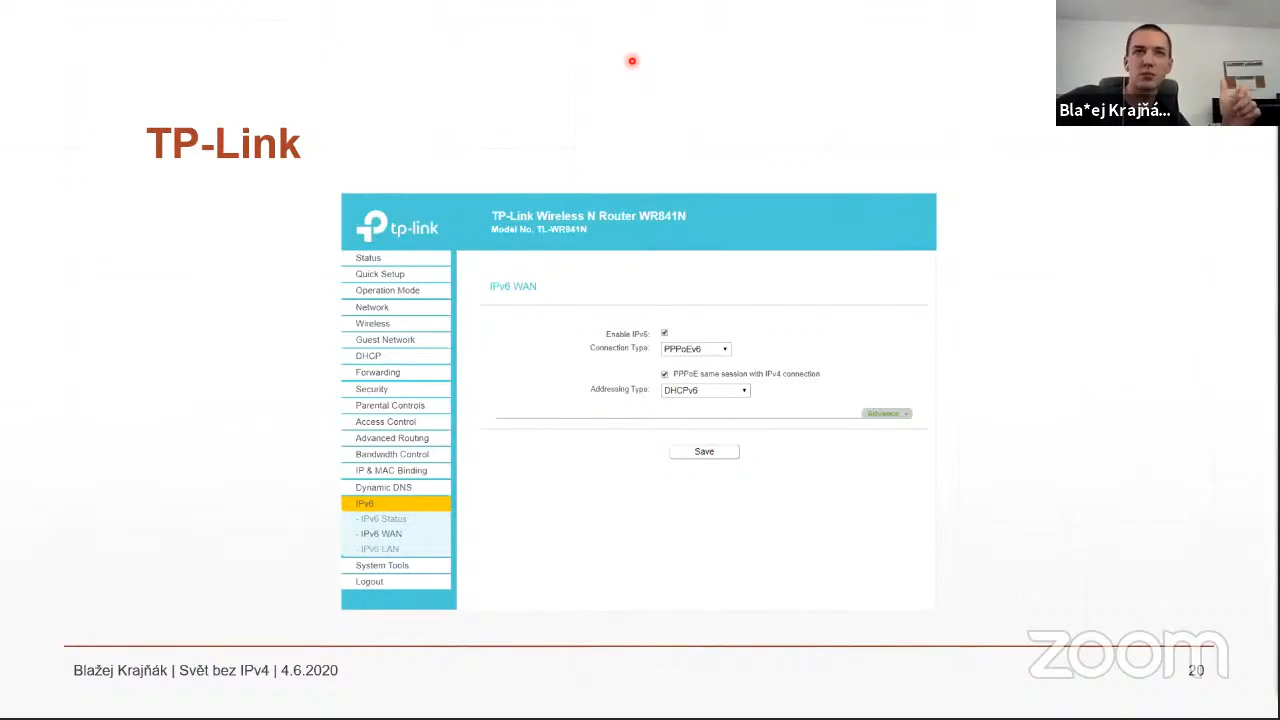 Bla*ej Krajňá...
TP-Link
tp-link
TP-Link Wireless N Router WR841N
Model No. TL-WR841N
Status
Quick Setup
Operation Mode
Network
Wireless
Guest Network
DHCP
Forwarding
Security
Parental Controls
Access Control
Advanced Routing
Bandwidth Control
IP & MAC Binding
Dynamic DNS
IPv6
- IPv6 Status
- IPv6 WAN
- IPv6 LAN
System Tools
Logout
IPv6 WAN
Enable IPv6:
Connection Type: PPPoEv6
PPPoE same session with IPv4 connection
Addressing Type: DHCPv6
Advance
Save
Blažej Krajňák | Svět bez IPv4 | 4.6.2020
zoom
20